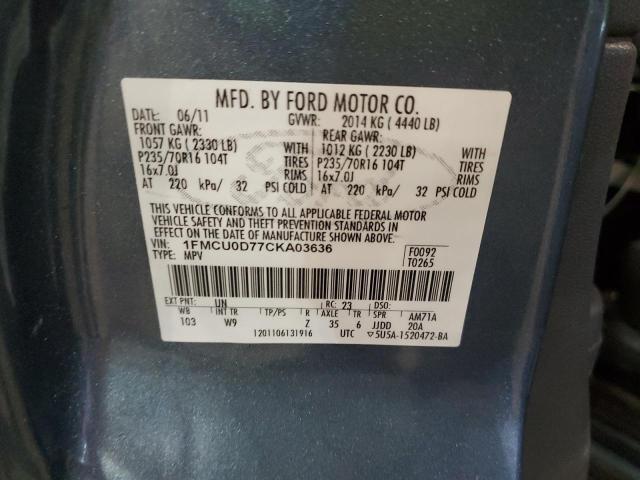 MFD. BY FORD MOTOR CO.
DATE: 06/11 GVWR: 2014 KG ( 4440 LB)
FRONT GAWR: REAR GAWR:
1057 KG ( 2330 LB) WITH 1012 KG ( 2230 LB) WITH
P235/70R16 104T TIRES P235/70R16 104T TIRES
16x7.0J RIMS 16x7.0J RIMS
AT 220 kPa/ 32 PSI COLD AT 220 kPa/ 32 PSI COLD
THIS VEHICLE CONFORMS TO ALL APPLICABLE FEDERAL MOTOR
VEHICLE SAFETY AND THEFT PREVENTION STANDARDS IN
EFFECT ON THE DATE OF MANUFACTURE SHOWN ABOVE.
VIN: 1FMCU0D77CKA03636 F0092
TYPE: MPV T0265
EXT PNT: UN RC: 23 DSO:
WB INT TR TP/PS R AXLE TR SPR AM71A
103 W9 Z 35 6 JJDD 20A
1201106131916 UTC ▽5U5A-1520472-BA